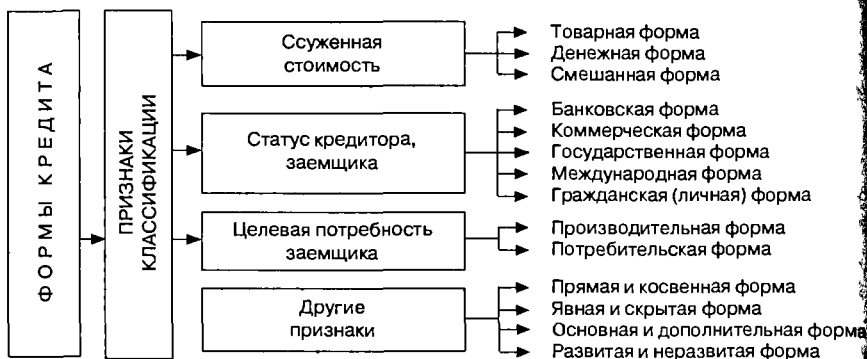 ФОРМЫ КРЕДИТА
ПРИЗНАКИ
КЛАССИФИКАЦИИ
Ссуженная
стоимость
Товарная форма
Денежная форма
Смешанная форма
Статус кредитора,
заемщика
Банковская форма
Коммерческая форма
Государственная форма
Международная форма
Гражданская (личная) форма
Целевая потребность
заемщика
Производительная форма
Потребительская форма
Другие
признаки
Прямая и косвенная форма
Явная и скрытая форма
Основная и дополнительная форма
Развитая и неразвитая форма